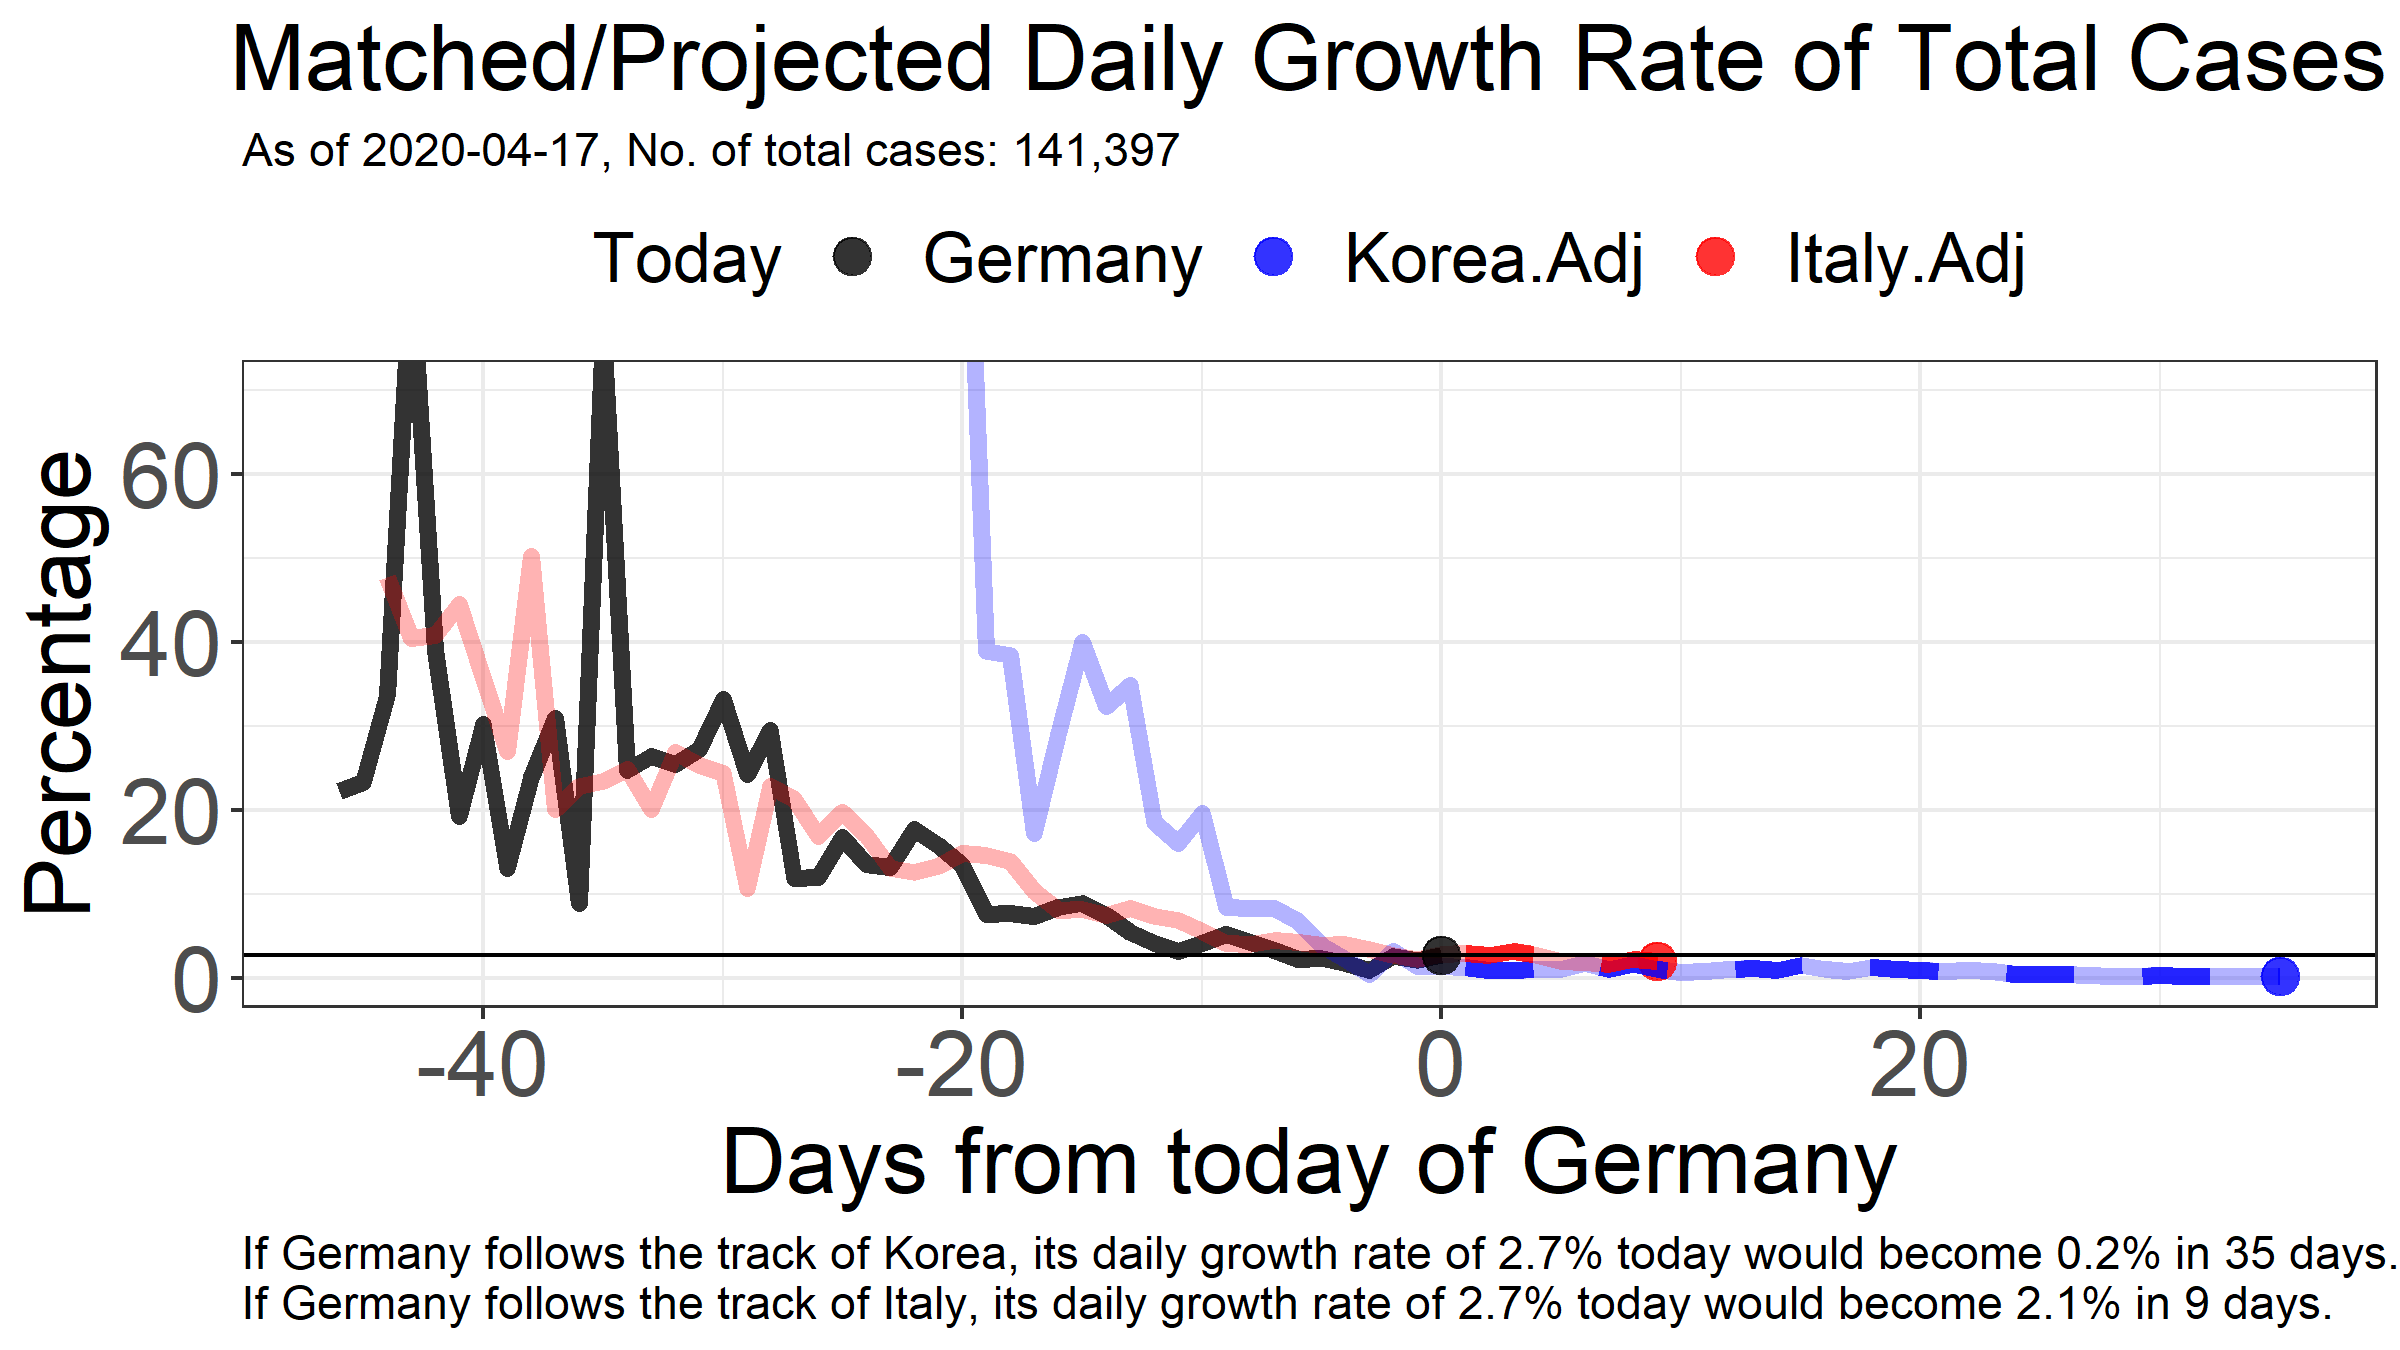 Matched/Projected Daily Growth Rate of Total Cases
As of 2020-04-17, No. of total cases: 141,397
Today Germany Korea.Adj Italy.Adj
Percentage
60
40
20
0
-40 -20 0 20
Days from today of Germany
If Germany follows the track of Korea, its daily growth rate of 2.7% today would become 0.2% in 35 days.
If Germany follows the track of Italy, its daily growth rate of 2.7% today would become 2.1% in 9 days.